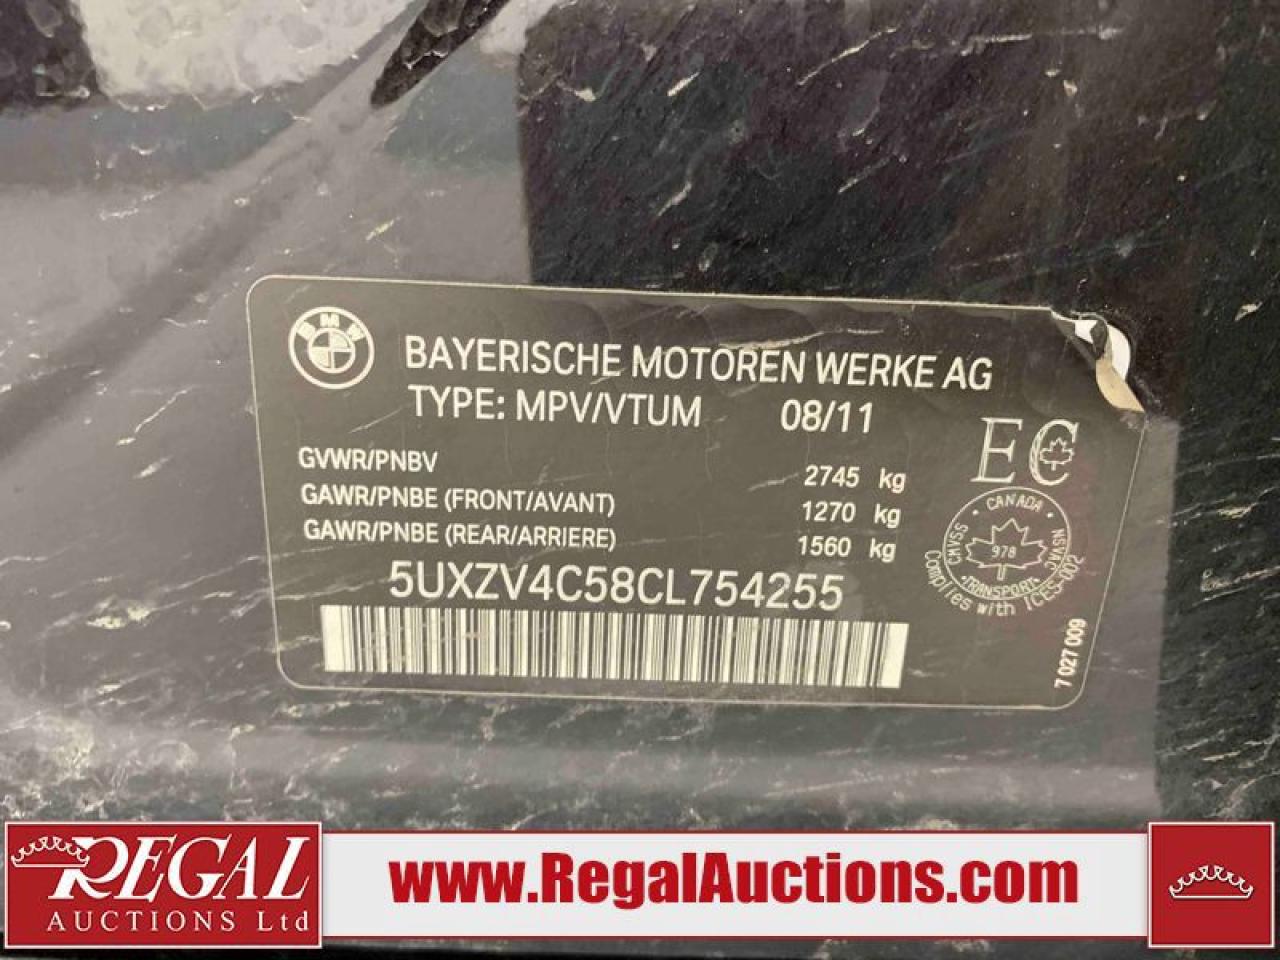 BMW
BAYERISCHE MOTOREN WERKE AG
TYPE: MPV/VTUM 08/11
GVWR/PNBV 2745 kg
GAWR/PNBE (FRONT/AVANT) 1270 kg
GAWR/PNBE (REAR/ARRIERE) 1560 kg
5UXZV4C58CL754255
EC
CANADA
CMVSS
NSVAC
978
TRANSPORT
Complies with ICES-002
7 027 009
REGAL
AUCTIONS Ltd
www.RegalAuctions.com